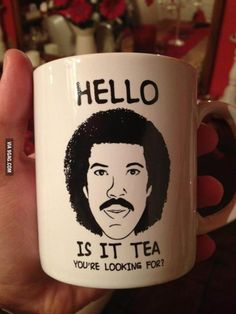 HELLO
IS IT TEA
YOU'RE LOOKING FOR?
VIA 9GAG.COM